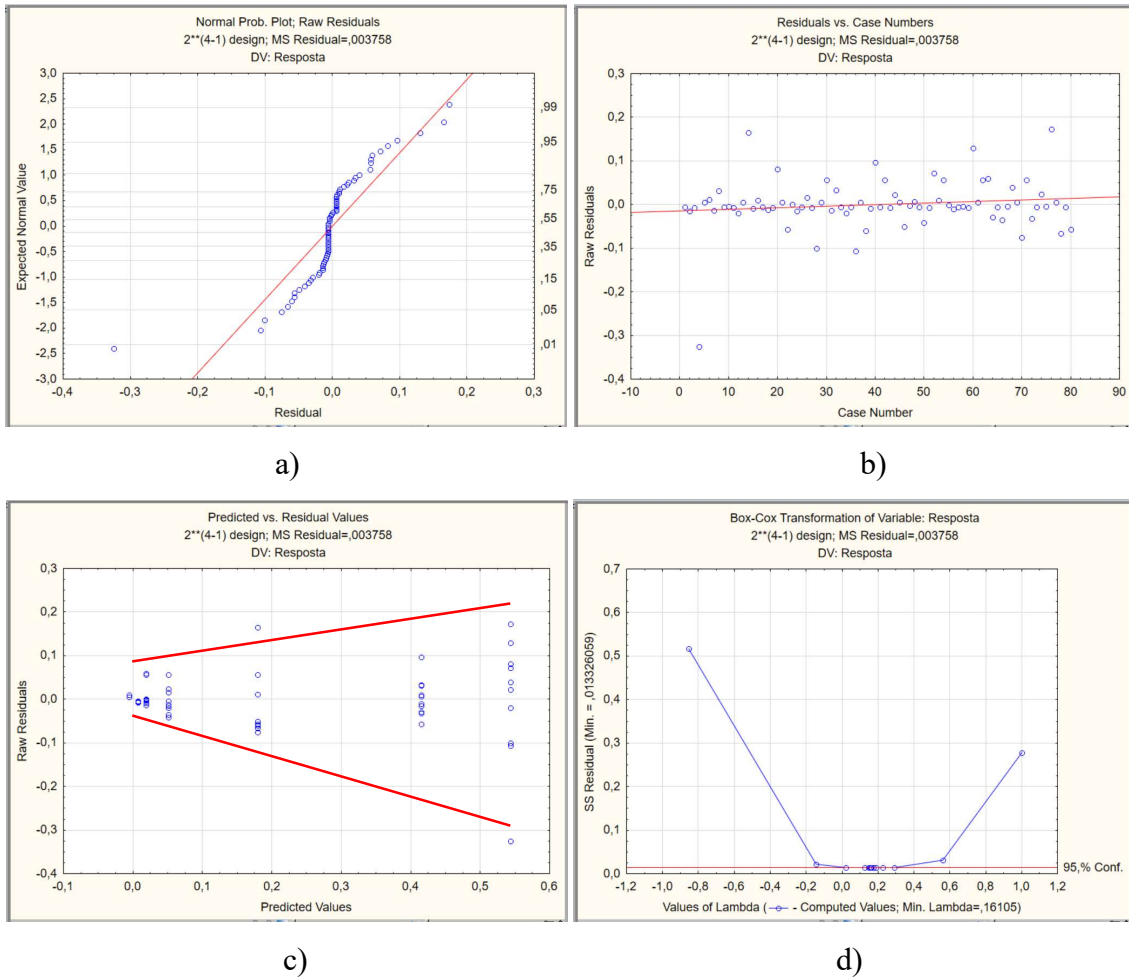 Normal Prob. Plot; Raw Residuals
2**(4-1) design; MS Residual=,003758
DV: Resposta
3,0
2,5
2,0
1,5
1,0
0,5
0,0
-0,5
-1,0
-1,5
-2,0
-2,5
-3,0
,99
,95
,75
,55
,35
,15
,05
,01
Expected Normal Value
-0,4 -0,3 -0,2 -0,1 0,0 0,1 0,2 0,3
Residual
a)
Residuals vs. Case Numbers
2**(4-1) design; MS Residual=,003758
DV: Resposta
0,3
0,2
0,1
0,0
-0,1
-0,2
-0,3
-0,4
Raw Residuals
-10 0 10 20 30 40 50 60 70 80 90
Case Number
b)
Predicted vs. Residual Values
2**(4-1) design; MS Residual=,003758
DV: Resposta
0,3
0,2
0,1
0,0
-0,1
-0,2
-0,3
-0,4
Raw Residuals
-0,1 0,0 0,1 0,2 0,3 0,4 0,5 0,6
Predicted Values
c)
Box-Cox Transformation of Variable: Resposta
2**(4-1) design; MS Residual=,003758
DV: Resposta
0,7
0,6
0,5
0,4
0,3
0,2
0,1
0,0
SS Residual (Min. = ,013326059)
95,% Conf.
-1,2 -1,0 -0,8 -0,6 -0,4 -0,2 0,0 0,2 0,4 0,6 0,8 1,0 1,2
Values of Lambda ( - Computed Values; Min. Lambda=,16105)
d)